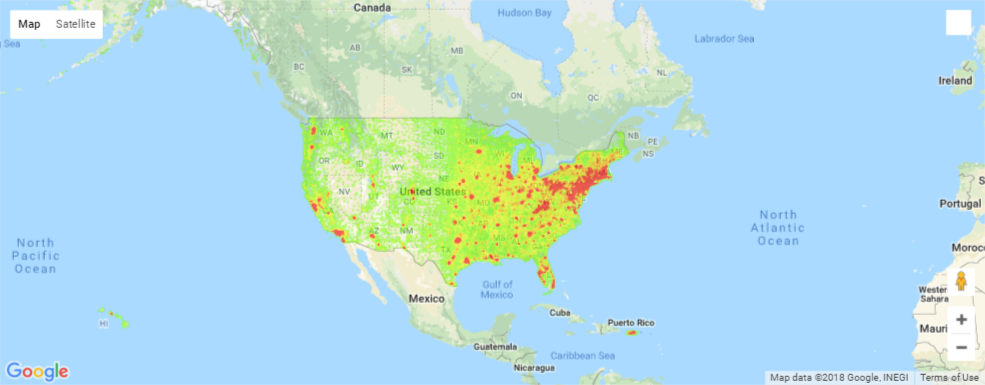 Map Satellite
Canada
Hudson Bay
Labrador Sea
Sea
AB
MB
BC
SK
NL
ON
QC
Ireland
NB
PE
NS
WA
MT
ND
MN
OR
ID
SD
WY
NE
NV
United States
CO
UT
CA
AZ
NM
TX
S
Portugal
North
Pacific
Ocean
North
Atlantic
Ocean
Moroc
Gulf of
Mexico
Mexico
Western
Sahara
Cuba
Puerto Rico
HI
Mauri
Guatemala
Caribbean Sea
Nicaragua
Google
Map data ©2018 Google, INEGI Terms of Use